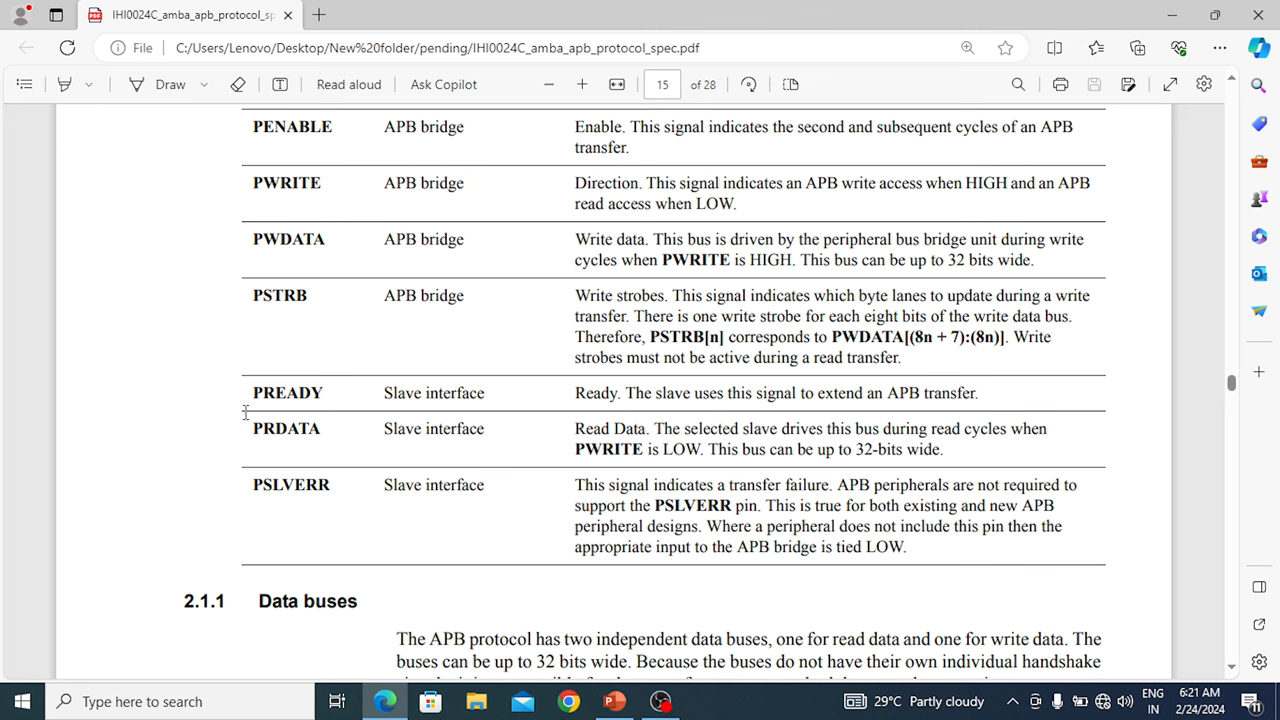 IHI0024C_amba_apb_protocol_sp
File C:/Users/Lenovo/Desktop/New%20folder/pending/IHI0024C_amba_apb_protocol_spec.pdf
Draw Read aloud Ask Copilot 15 of 28
PENABLE APB bridge Enable. This signal indicates the second and subsequent cycles of an APB
transfer.
PWRITE APB bridge Direction. This signal indicates an APB write access when HIGH and an APB
read access when LOW.
PWDATA APB bridge Write data. This bus is driven by the peripheral bus bridge unit during write
cycles when PWRITE is HIGH. This bus can be up to 32 bits wide.
PSTRB APB bridge Write strobes. This signal indicates which byte lanes to update during a write
transfer. There is one write strobe for each eight bits of the write data bus.
Therefore, PSTRB[n] corresponds to PWDATA[(8n + 7):(8n)]. Write
strobes must not be active during a read transfer.
PREADY Slave interface Ready. The slave uses this signal to extend an APB transfer.
PRDATA Slave interface Read Data. The selected slave drives this bus during read cycles when
PWRITE is LOW. This bus can be up to 32-bits wide.
PSLVERR Slave interface This signal indicates a transfer failure. APB peripherals are not required to
support the PSLVERR pin. This is true for both existing and new APB
peripheral designs. Where a peripheral does not include this pin then the
appropriate input to the APB bridge is tied LOW.
2.1.1 Data buses
The APB protocol has two independent data buses, one for read data and one for write data. The
buses can be up to 32 bits wide. Because the buses do not have their own individual handshake
Type here to search 29°C Partly cloudy ENG 6:21 AM
IN 2/24/2024